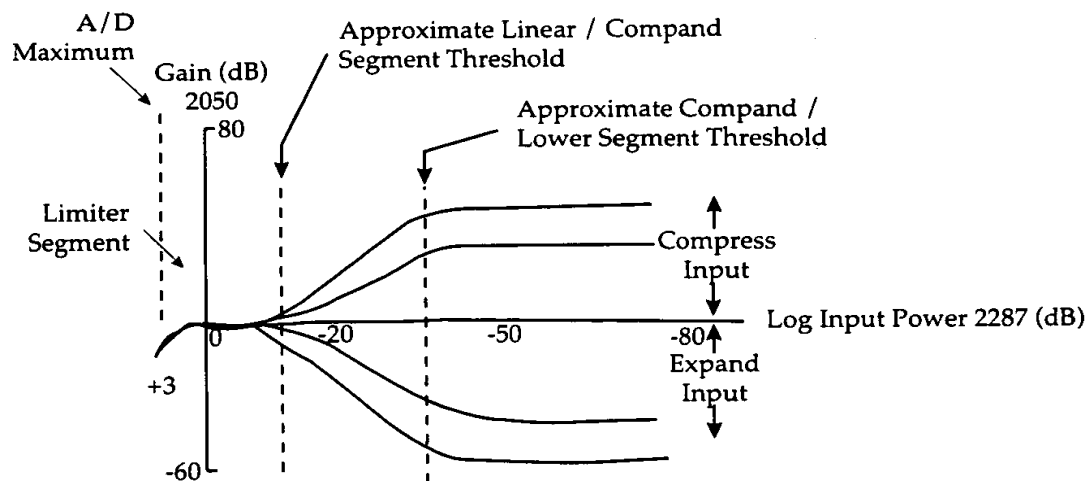 A/D
Maximum
Approximate Linear / Compand
Segment Threshold
Gain (dB)
2050
80
Approximate Compand /
Lower Segment Threshold
Limiter
Segment
Compress
Input
0
-20
-50
-80
Log Input Power 2287 (dB)
+3
Expand
Input
-60